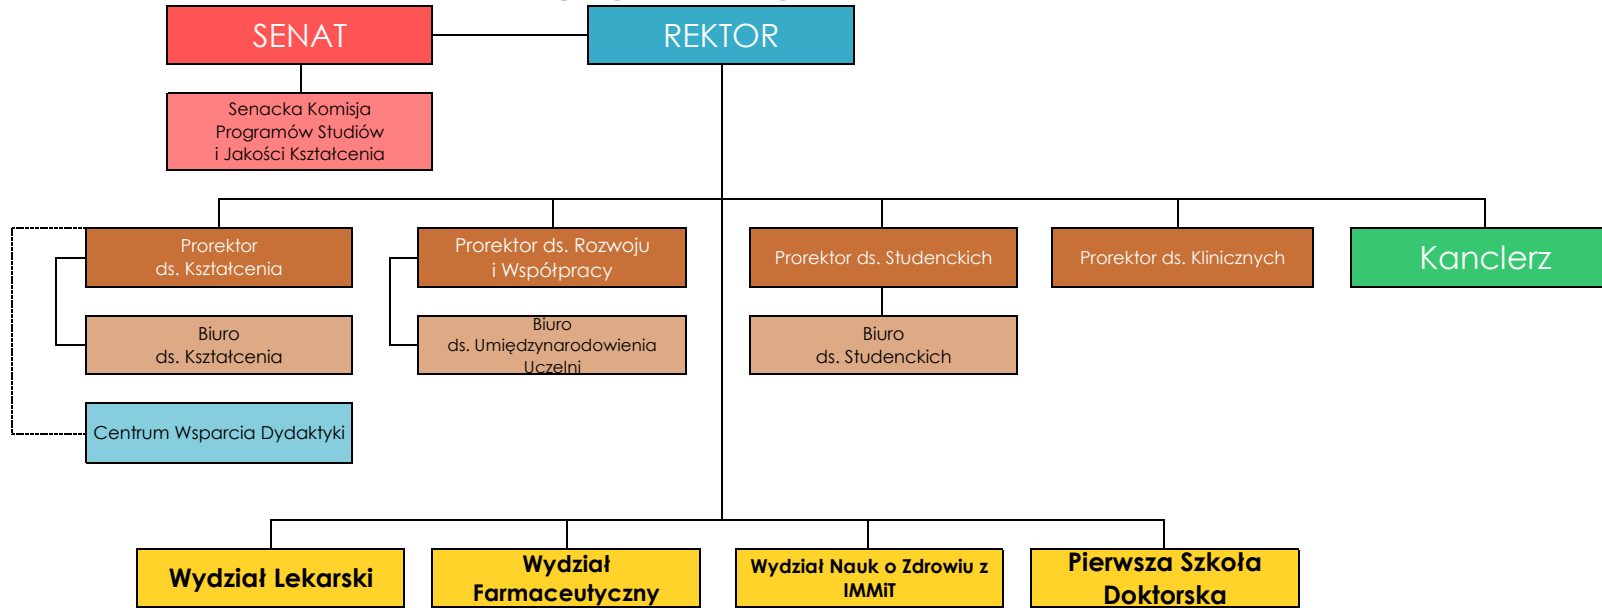 SENAT
REKTOR
Senacka Komisja
Programów Studiów
i Jakości Kształcenia
Prorektor
ds. Kształcenia
Prorektor ds. Rozwoju
i Współpracy
Prorektor ds. Studenckich
Prorektor ds. Klinicznych
Kanclerz
Biuro
ds. Kształcenia
Biuro
ds. Umiędzynarodowienia
Uczelni
Biuro
ds. Studenckich
Centrum Wsparcia Dydaktyki
Wydział Lekarski
Wydział
Farmaceutyczny
Wydział Nauk o Zdrowiu z
IMMiT
Pierwsza Szkoła
Doktorska